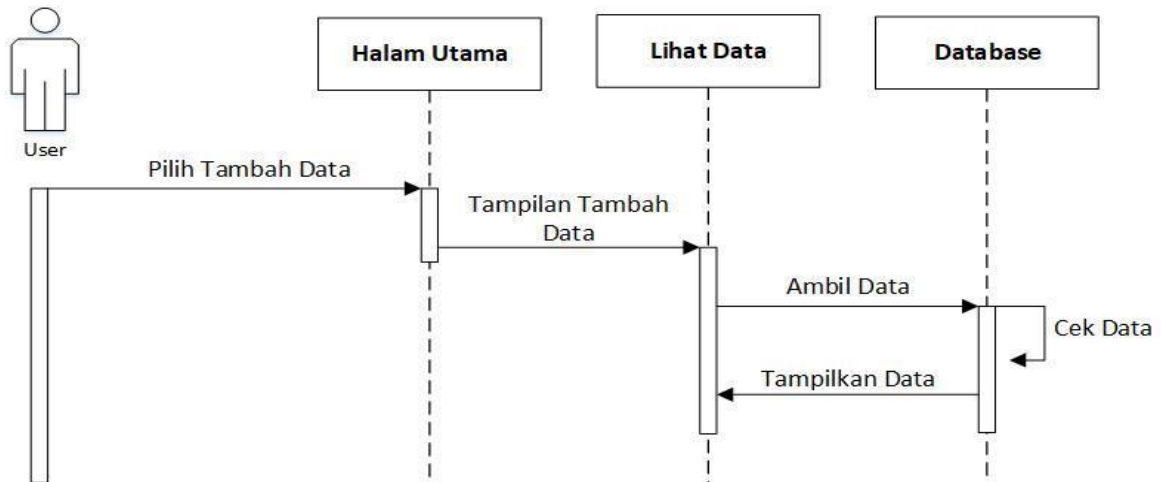 Halam Utama
Lihat Data
Database
User
Pilih Tambah Data
Tampilan Tambah
Data
Ambil Data
Cek Data
Tampilkan Data